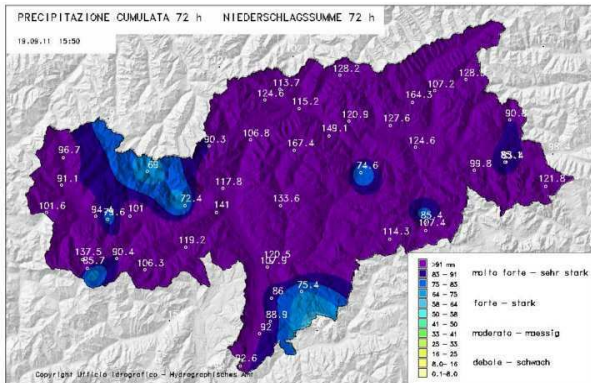 PRECIPITAZIONE CUMULATA 72 h NIEDERSCHLAGSSUMME 72 h
19.09.11 15:50
128.2
113.7
124.6
115.2
107.2
164.3
120.9
127.6
149.1
106.8
90.3
167.4
124.6
96.7
69
74.6
99.8
91.1
117.8
121.8
101.6
79.6
101
72.4
141
133.6
85.4
107.4
114.3
119.2
137.5
90.4
85.7
106.3
120.5
107.9
86
75.4
88.9
92
92.6
>91 mm
83 - 91
75 - 83
64 - 75
58 - 64
50 - 58
41 - 50
33 - 41
25 - 33
16 - 25
8.0- 16
0.1-8.0
molto forte - sehr stark
forte - stark
moderato - maessig
debole - schwach
Copyright Ufficio Idrografico - Hydrographisches Amt